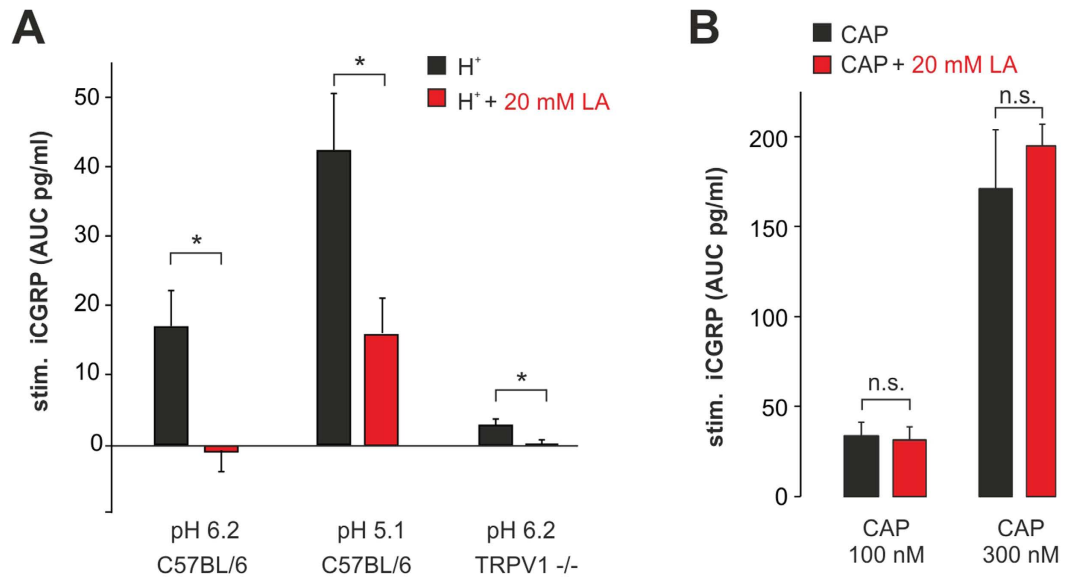 A
stim. iCGRP (AUC pg/ml)
50
40
30
20
10
0
H⁺
H⁺ + 20 mM LA
*
*
*
pH 6.2
C57BL/6
pH 5.1
C57BL/6
pH 6.2
TRPV1 -/-
B
CAP
CAP + 20 mM LA
stim. iCGRP (AUC pg/ml)
200
150
100
50
0
n.s.
n.s.
CAP
100 nM
CAP
300 nM